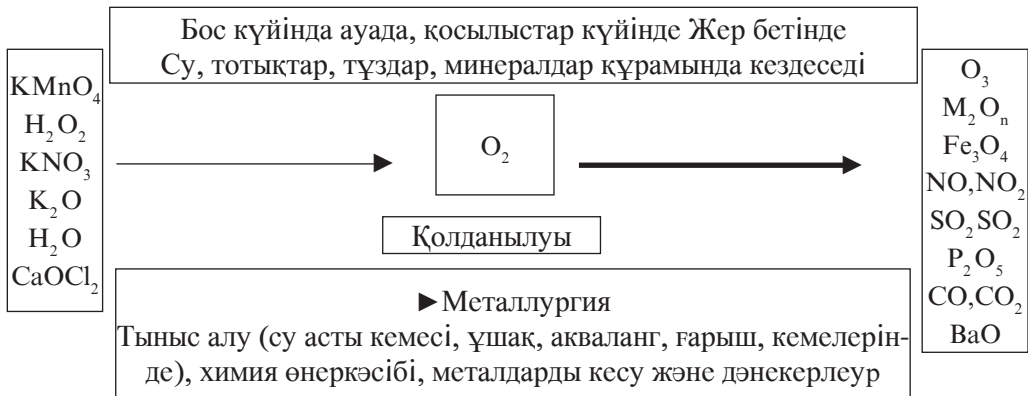 Бос күйінда ауада, қосылыстар күйінде Жер бетінде
Су, тотықтар, тұздар, минералдар құрамында кездеседі
KMnO₄
H₂O₂
KNO₃
K₂O
H₂O
CaOCl₂
O₂
O₃
M₂Oₙ
Fe₃O₄
NO,NO₂
SO₂SO₂
P₂O₅
CO,CO₂
BaO
Қолданылуы
►Металлургия
Тыныс алу (су асты кемесі, ұшақ, акваланг, ғарыш, кемелерін-
де), химия өнеркәсібі, металдарды кесу және дәнекерлеур